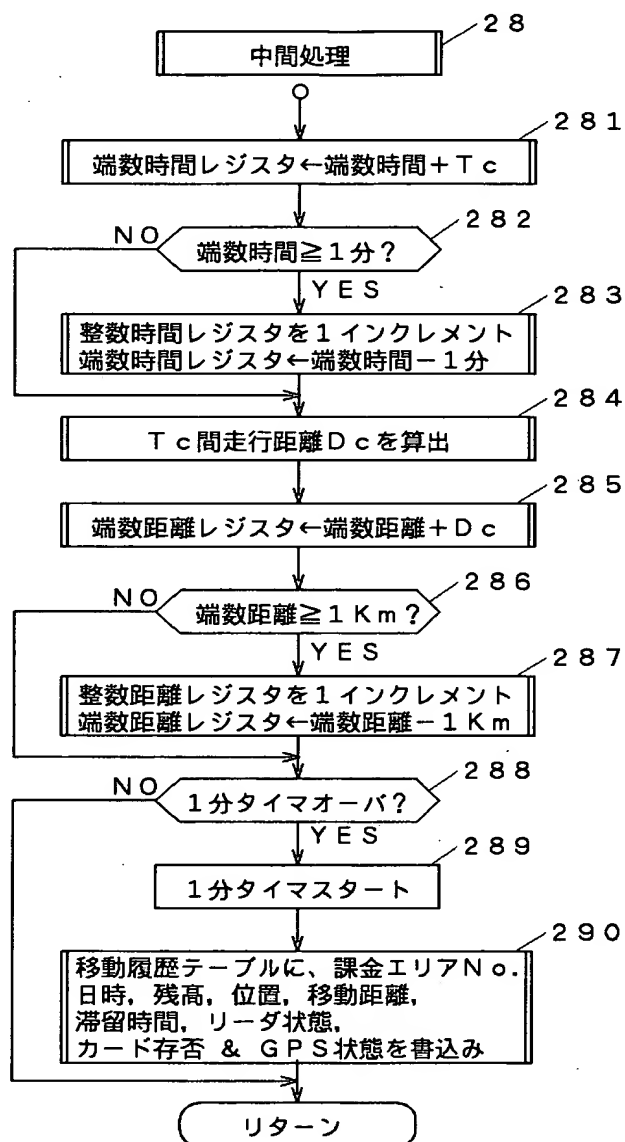 28
中間処理
281
端数時間レジスタ←端数時間+Tc
282
NO
端数時間≧1分?
YES
283
整数時間レジスタを1インクレメント
端数時間レジスタ←端数時間-1分
284
Tc間走行距離Dcを算出
285
端数距離レジスタ←端数距離+Dc
286
NO
端数距離≧1Km?
YES
287
整数距離レジスタを1インクレメント
端数距離レジスタ←端数距離-1Km
288
NO
1分タイマオーバ?
YES
289
1分タイマスタート
290
移動履歴テーブルに、課金エリアNo.
日時,残高,位置,移動距離,
滞留時間,リーダ状態,
カード存否 & GPS状態を書込み
リターン